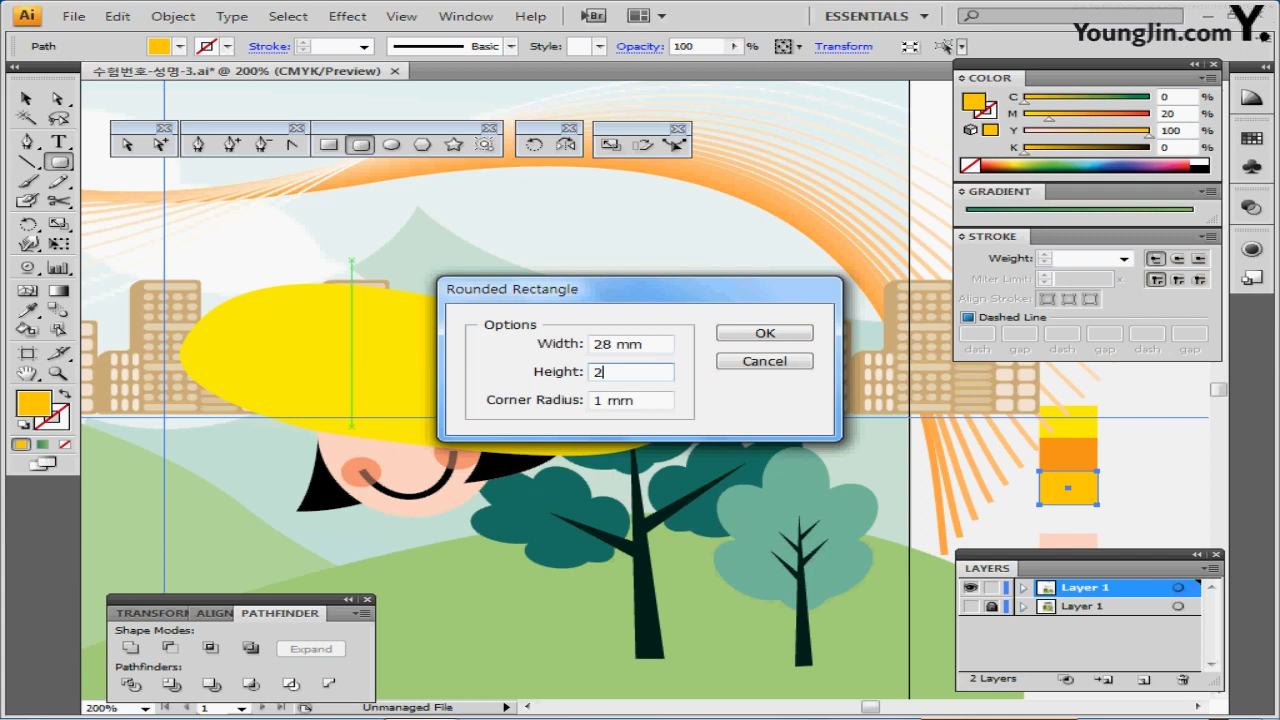 Ai File Edit Object Type Select Effect View Window Help Br ESSENTIALS
YoungJin.com Y.
Path Stroke: Basic Style: Opacity: 100 % Transform
수험번호-성명-3.ai* @ 200% (CMYK/Preview)
COLOR
C 0 %
M 20 %
Y 100 %
K 0 %
GRADIENT
STROKE
Weight:
Miter Limit: x
Align Stroke:
Dashed Line
dash gap dash gap dash gap
Rounded Rectangle
Options
Width: 28 mm
Height: 2
Corner Radius: 1 mm
OK
Cancel
LAYERS
Layer 1
Layer 1
2 Layers
TRANSFORM ALIGN PATHFINDER
Shape Modes:
Expand
Pathfinders:
200% 1 Unmanaged File